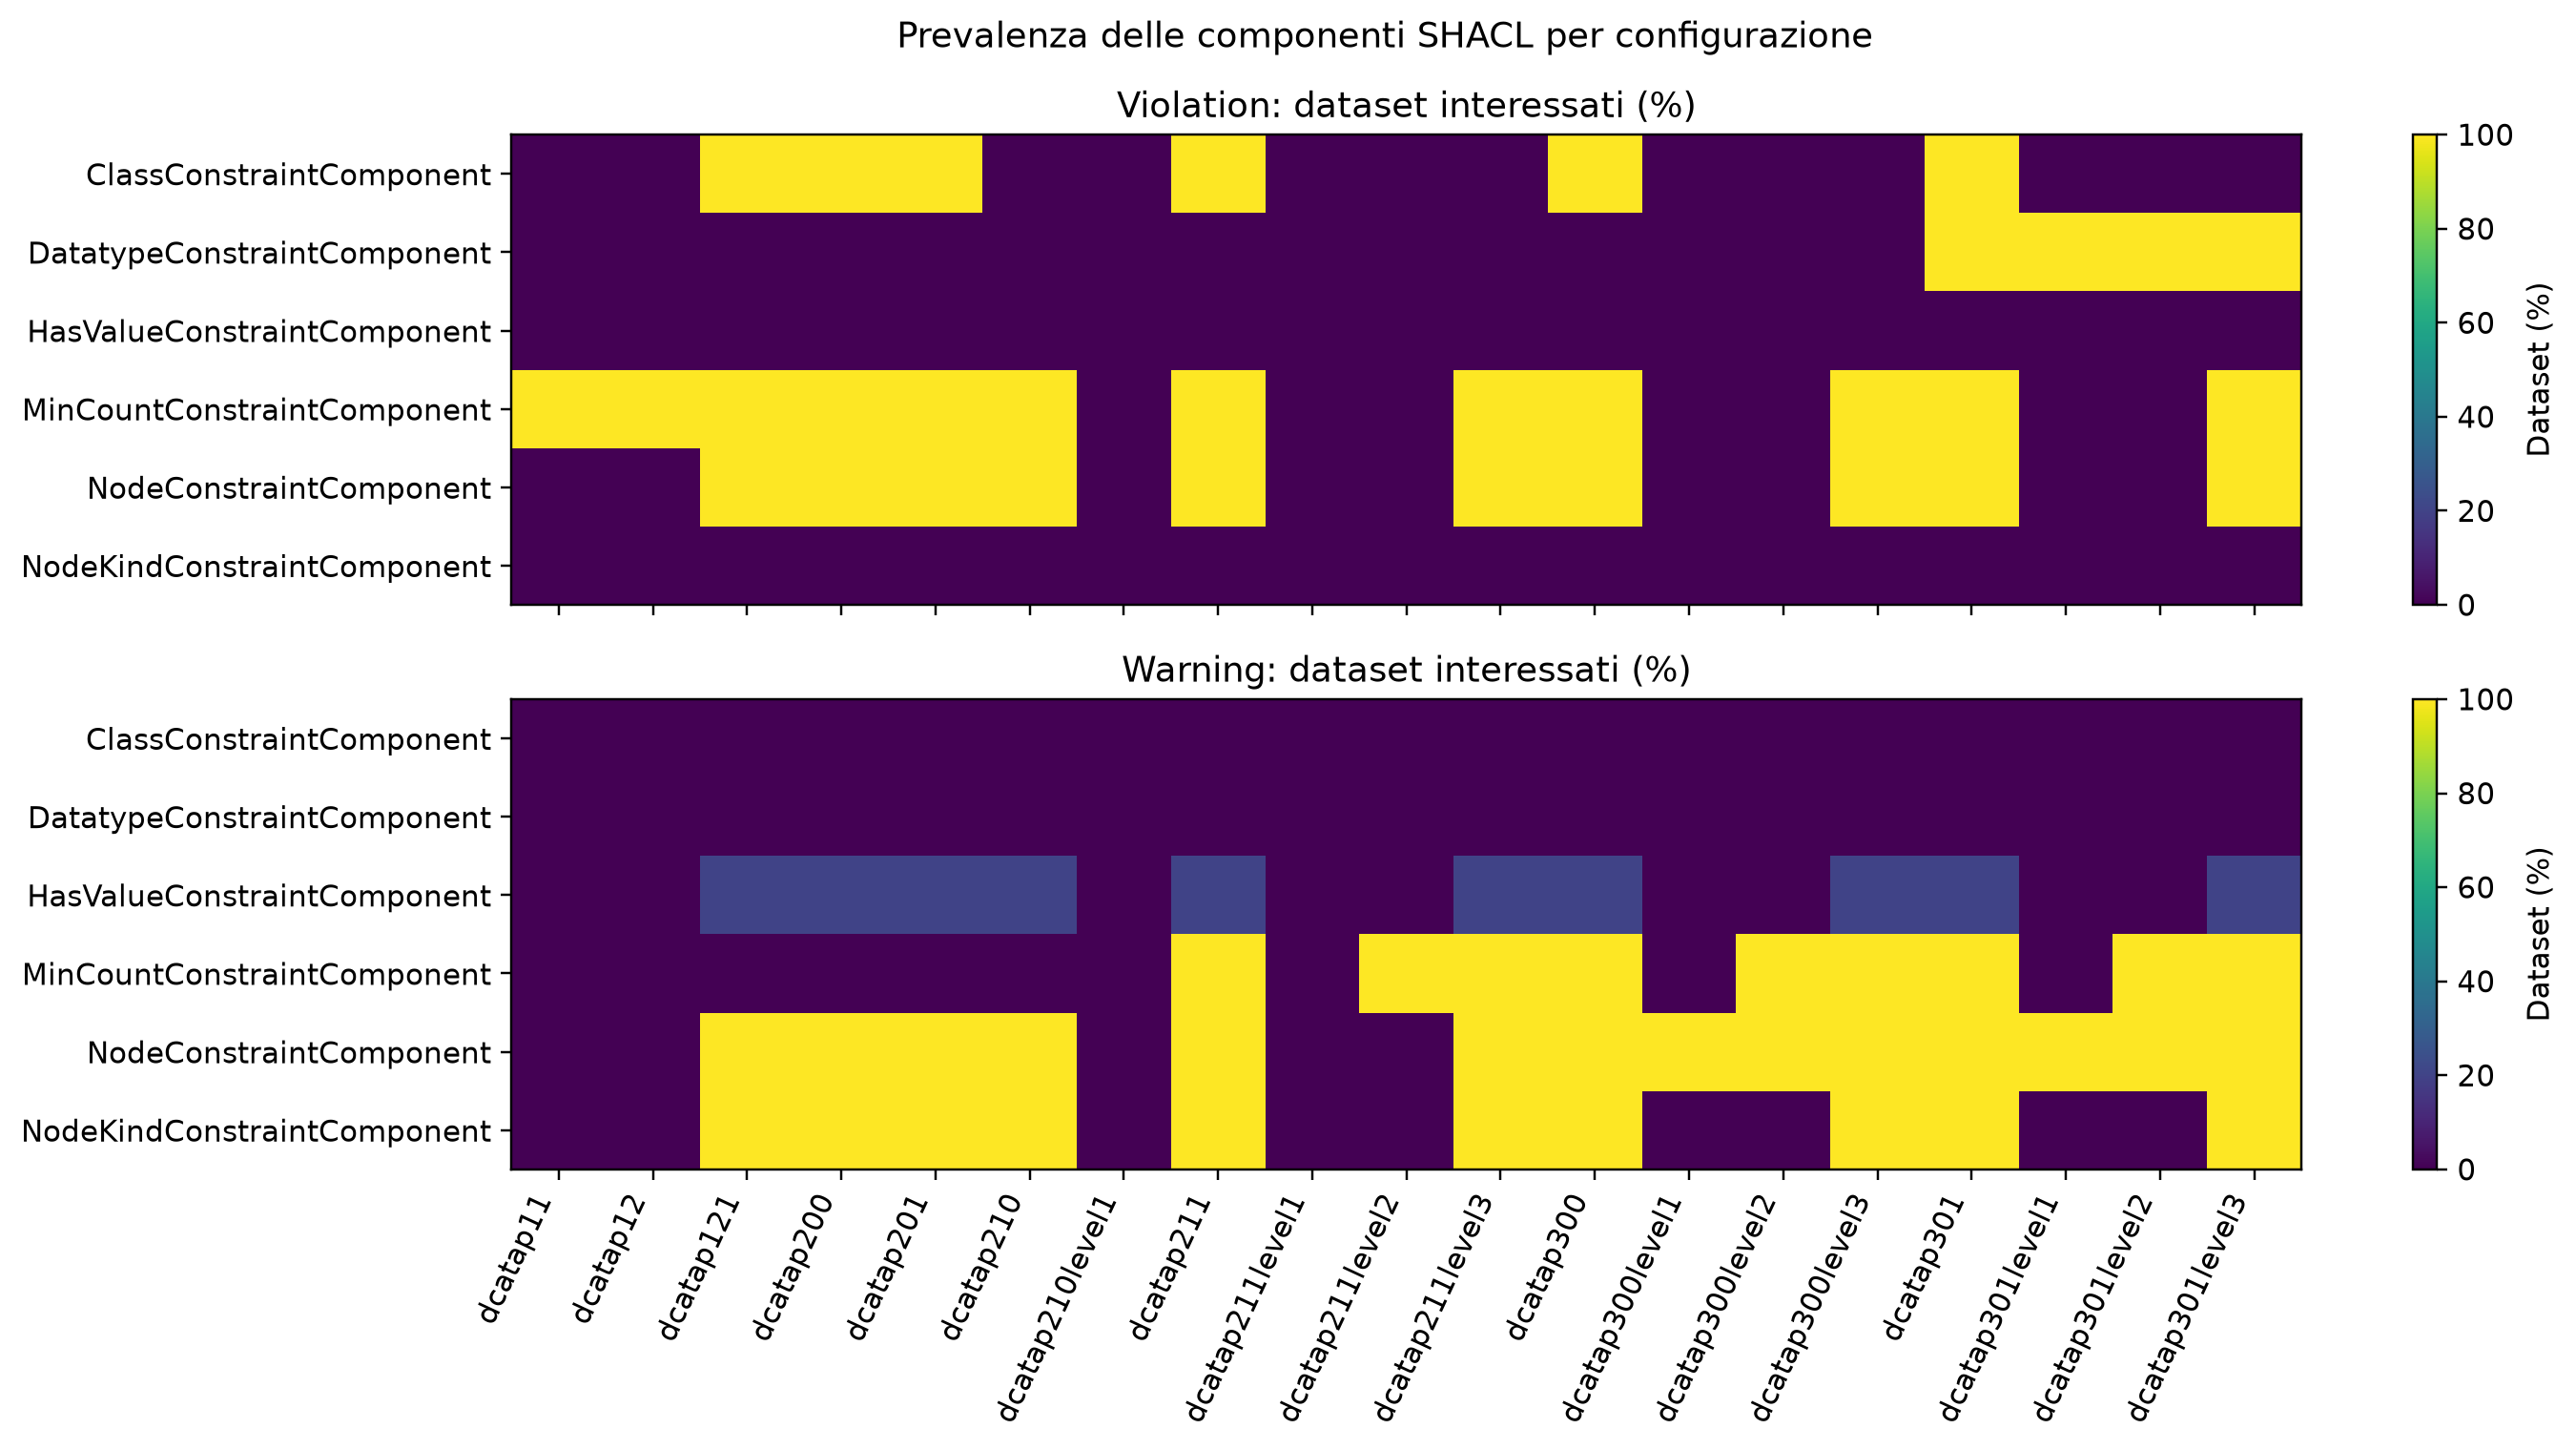 Prevalenza delle componenti SHACL per configurazione
Violation: dataset interessati (%)
ClassConstraintComponent
DatatypeConstraintComponent
HasValueConstraintComponent
MinCountConstraintComponent
NodeConstraintComponent
NodeKindConstraintComponent
100
80
60
40
20
0
Dataset (%)
Warning: dataset interessati (%)
ClassConstraintComponent
DatatypeConstraintComponent
HasValueConstraintComponent
MinCountConstraintComponent
NodeConstraintComponent
NodeKindConstraintComponent
100
80
60
40
20
0
Dataset (%)
dcatap11
dcatap12
dcatap121
dcatap200
dcatap201
dcatap210
dcatap210level1
dcatap211
dcatap211level1
dcatap211level2
dcatap211level3
dcatap300
dcatap300level1
dcatap300level2
dcatap300level3
dcatap301
dcatap301level1
dcatap301level2
dcatap301level3